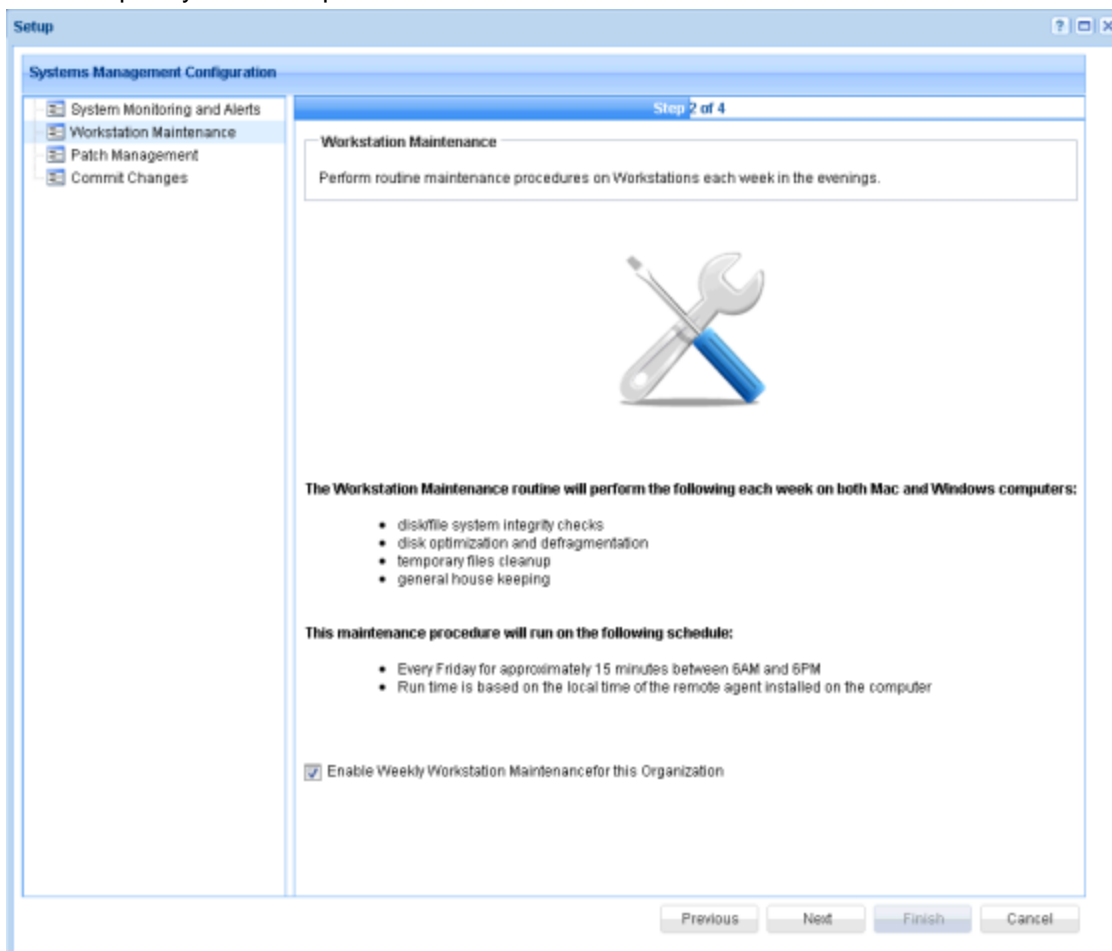 Setup
Systems Management Configuration
System Monitoring and Alerts
Workstation Maintenance
Patch Management
Commit Changes
Step 2 of 4
Workstation Maintenance
Perform routine maintenance procedures on Workstations each week in the evenings.
The Workstation Maintenance routine will perform the following each week on both Mac and Windows computers:
• disk/file system integrity checks
• disk optimization and defragmentation
• temporary files cleanup
• general house keeping
This maintenance procedure will run on the following schedule:
• Every Friday for approximately 15 minutes between 6AM and 6PM
• Run time is based on the local time of the remote agent installed on the computer
Enable Weekly Workstation Maintenancefor this Organization
Previous Next Finish Cancel